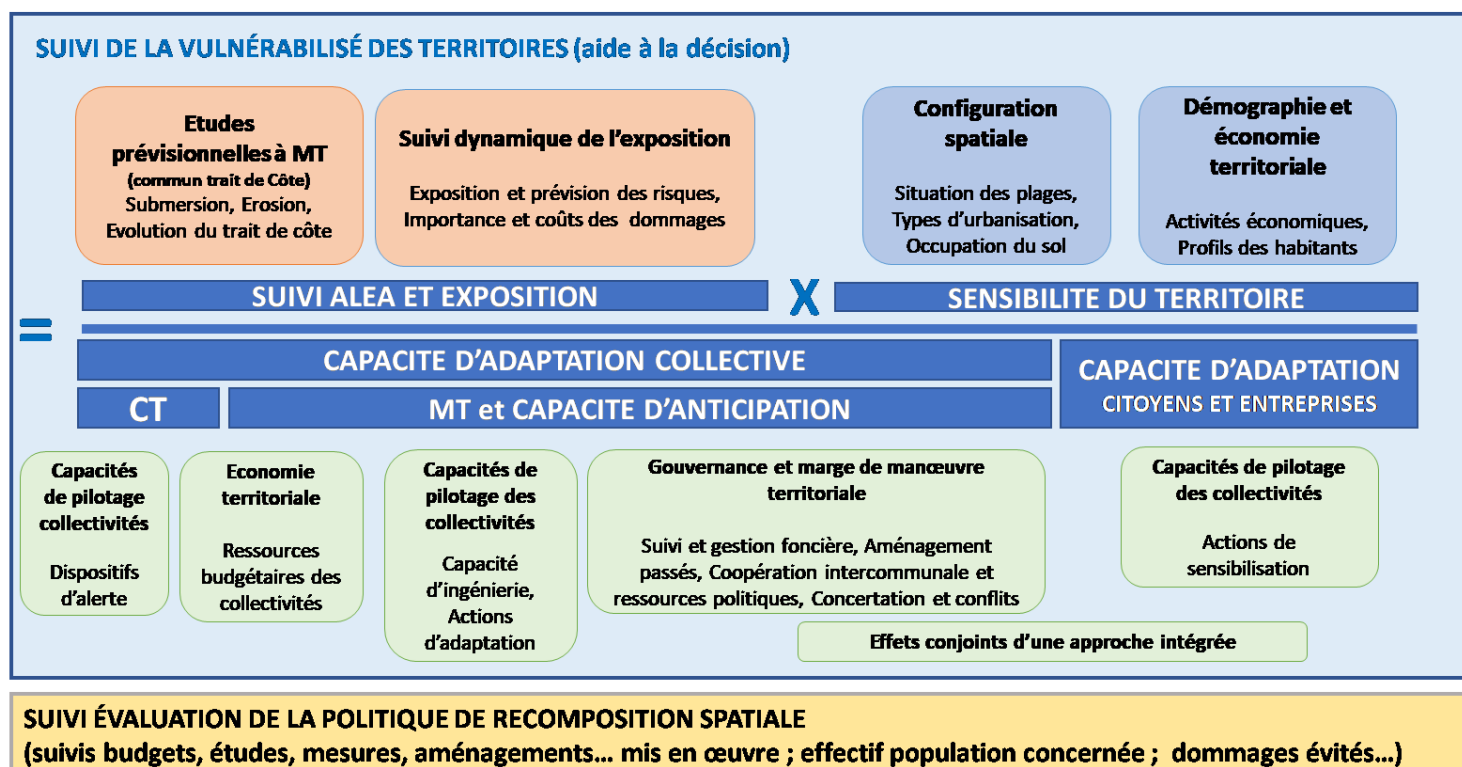 SUIVI DE LA VULNÉRABILISÉ DES TERRITOIRES (aide à la décision)
Etudes
prévisionnelles à MT
(commun trait de Côte)
Submersion, Erosion,
Evolution du trait de côte
Suivi dynamique de l'exposition
Exposition et prévision des risques,
Importance et coûts des dommages
Configuration
spatiale
Situation des plages,
Types d'urbanisation,
Occupation du sol
Démographie et
économie
territoriale
Activités économiques,
Profils des habitants
SUIVI ALEA ET EXPOSITION
X
SENSIBILITE DU TERRITOIRE
=
CAPACITE D'ADAPTATION COLLECTIVE
CT
MT et CAPACITE D'ANTICIPATION
CAPACITE D'ADAPTATION
CITOYENS ET ENTREPRISES
Capacités
de pilotage
collectivités
Dispositifs
d'alerte
Economie
territoriale
Ressources
budgétaires des
collectivités
Capacités de
pilotage des
collectivités
Capacité
d'ingénierie,
Actions
d'adaptation
Gouvernance et marge de manœuvre
territoriale
Suivi et gestion foncière, Aménagement
passés, Coopération intercommunale et
ressources politiques, Concertation et conflits
Capacités de pilotage
des collectivités
Actions de
sensibilisation
Effets conjoints d'une approche intégrée
SUIVI ÉVALUATION DE LA POLITIQUE DE RECOMPOSITION SPATIALE
(suivis budgets, études, mesures, aménagements... mis en œuvre ; effectif population concernée ; dommages évités...)